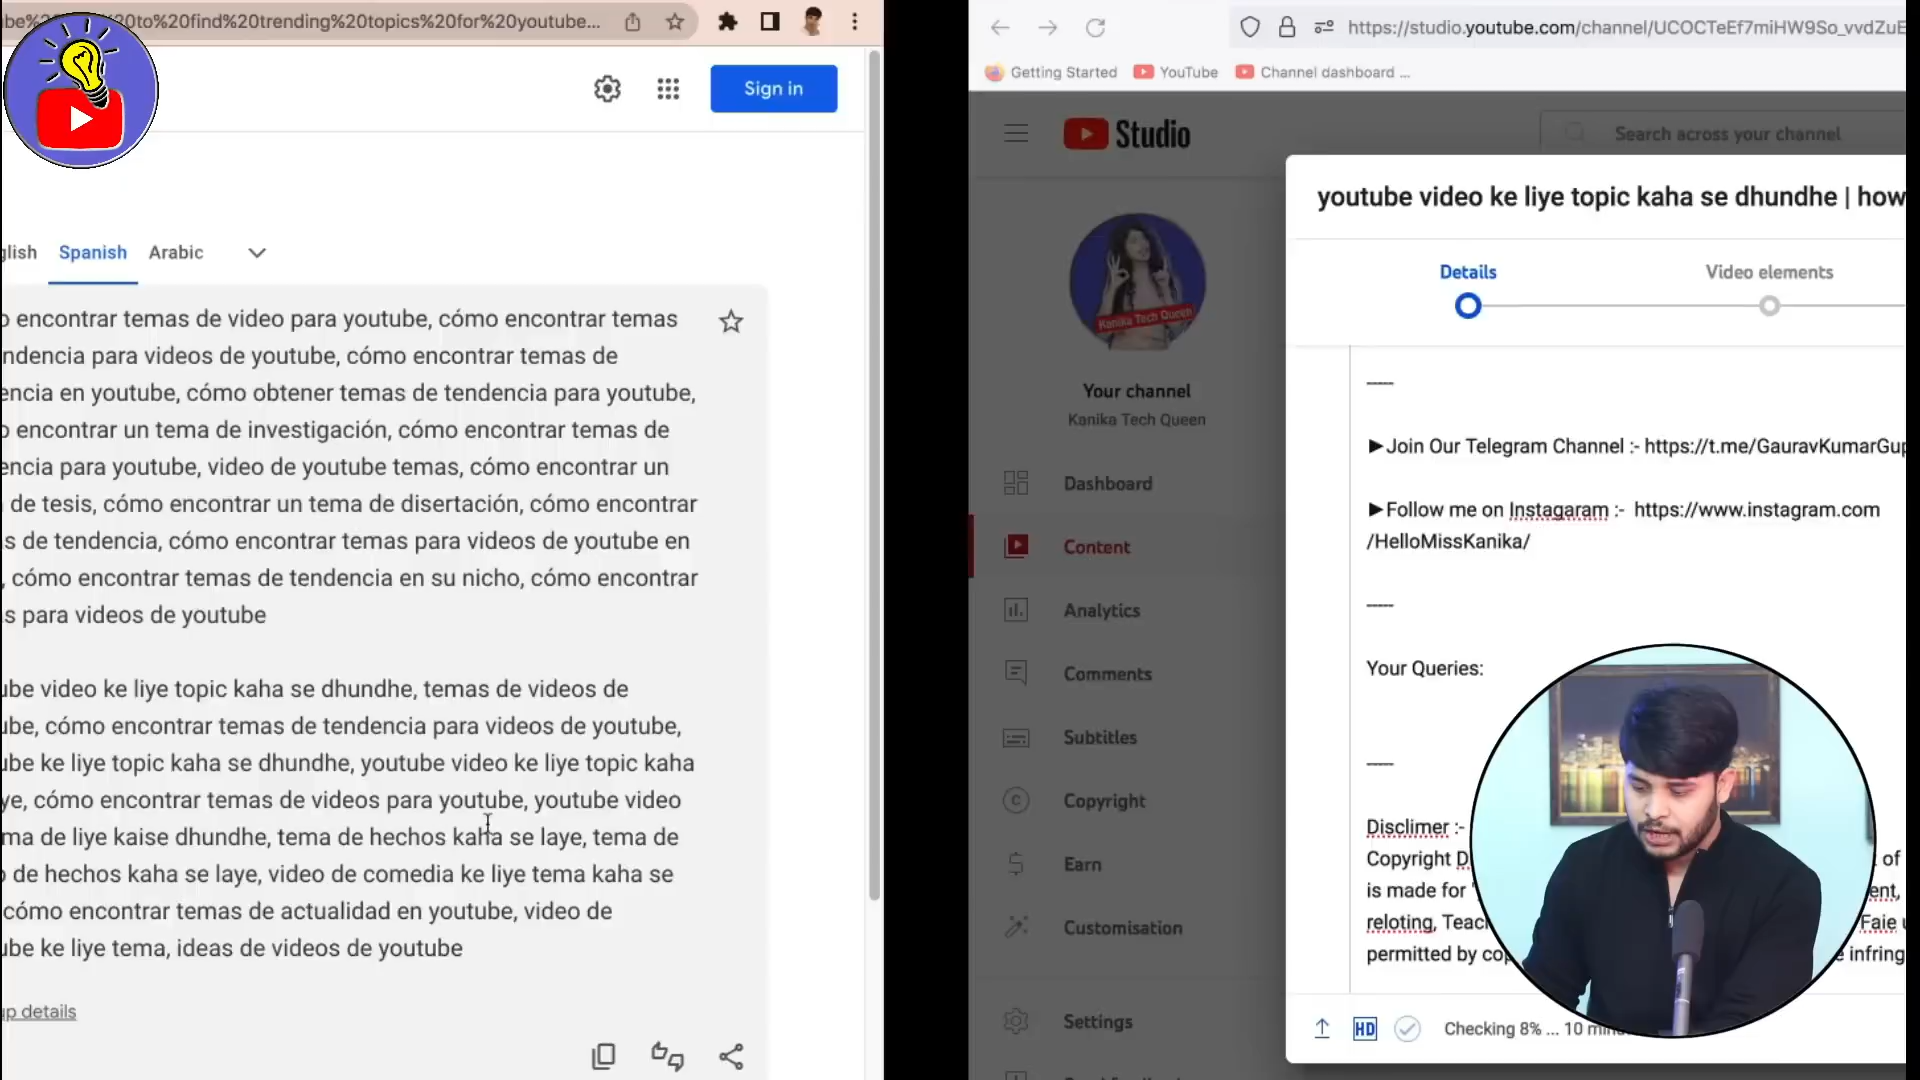 be%20...%20to%20find%20trending%20topics%20for%20youtube...
Sign in
glish Spanish Arabic
o encontrar temas de video para youtube, cómo encontrar temas
ndencia para videos de youtube, cómo encontrar temas de
encia en youtube, cómo obtener temas de tendencia para youtube,
o encontrar un tema de investigación, cómo encontrar temas de
encia para youtube, video de youtube temas, cómo encontrar un
de tesis, cómo encontrar un tema de disertación, cómo encontrar
s de tendencia, cómo encontrar temas para videos de youtube en
, cómo encontrar temas de tendencia en su nicho, cómo encontrar
s para videos de youtube
ube video ke liye topic kaha se dhundhe, temas de videos de
ube, cómo encontrar temas de tendencia para videos de youtube,
ube ke liye topic kaha se dhundhe, youtube video ke liye topic kaha
ye, cómo encontrar temas de videos para youtube, youtube video
ma de liye kaise dhundhe, tema de hechos kaha se laye, tema de
o de hechos kaha se laye, video de comedia ke liye tema kaha se
cómo encontrar temas de actualidad en youtube, video de
ube ke liye tema, ideas de videos de youtube
up details
https://studio.youtube.com/channel/UCOCTeEf7miHW9So_vvdZuE
Getting Started YouTube Channel dashboard ...
Studio
Search across your channel
Kanika Tech Queen
Your channel
Kanika Tech Queen
Dashboard
Content
Analytics
Comments
Subtitles
Copyright
Earn
Customisation
Settings
youtube video ke liye topic kaha se dhundhe | how
Details Video elements
-----
►Join Our Telegram Channel :- https://t.me/GauravKumarGup
►Follow me on Instagaram :- https://www.instagram.com
/HelloMissKanika/
-----
Your Queries:
-----
Disclimer :-
Copyright D of
is made for ent,
reloting, Teac Faie u
permitted by cop e infring
HD Checking 8% ... 10 minu